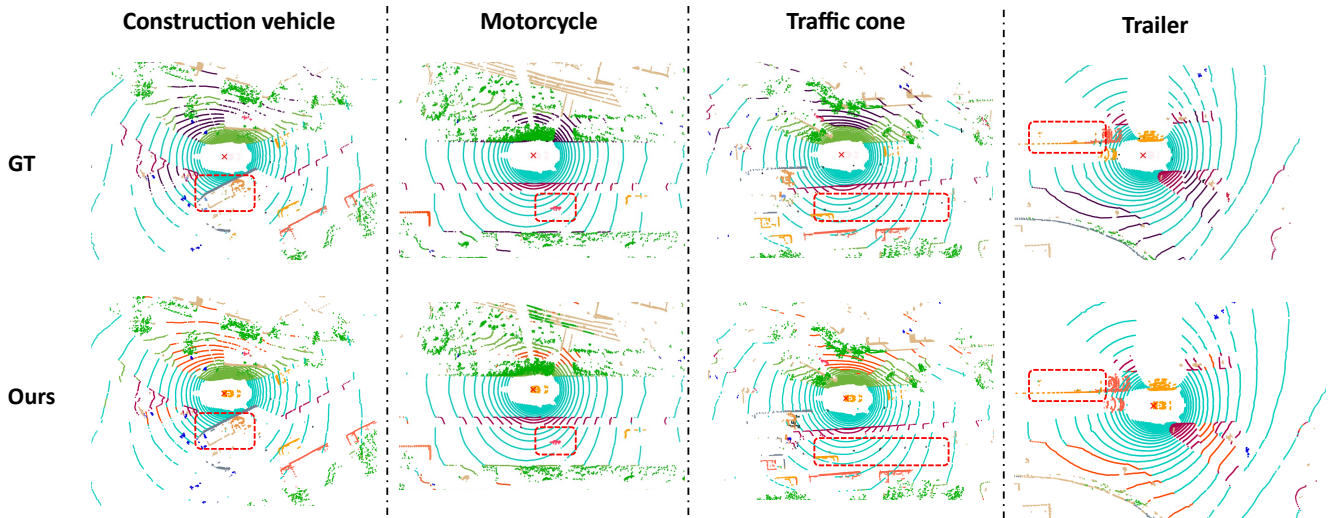 Construction vehicle
Motorcycle
Traffic cone
Trailer
GT
Ours